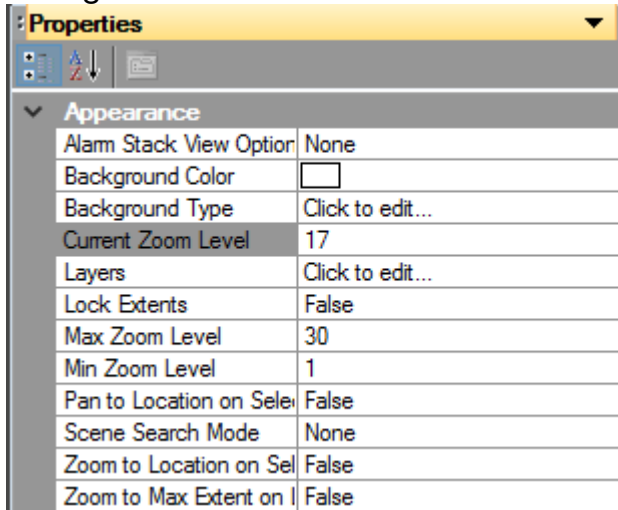 Properties
Appearance
Alarm Stack View Option None
Background Color
Background Type Click to edit...
Current Zoom Level 17
Layers Click to edit...
Lock Extents False
Max Zoom Level 30
Min Zoom Level 1
Pan to Location on Sele False
Scene Search Mode None
Zoom to Location on Sel False
Zoom to Max Extent on False